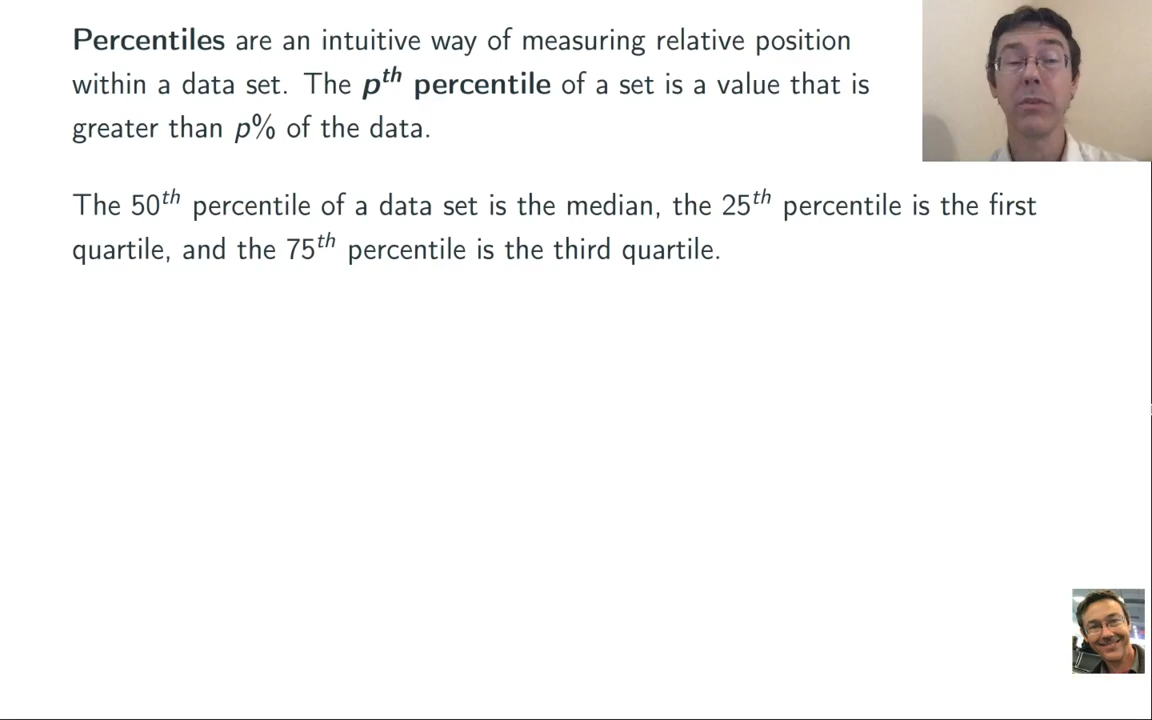 Percentiles are an intuitive way of measuring relative position
within a data set. The p^th percentile of a set is a value that is
greater than p% of the data.
The 50^th percentile of a data set is the median, the 25^th percentile is the first
quartile, and the 75^th percentile is the third quartile.